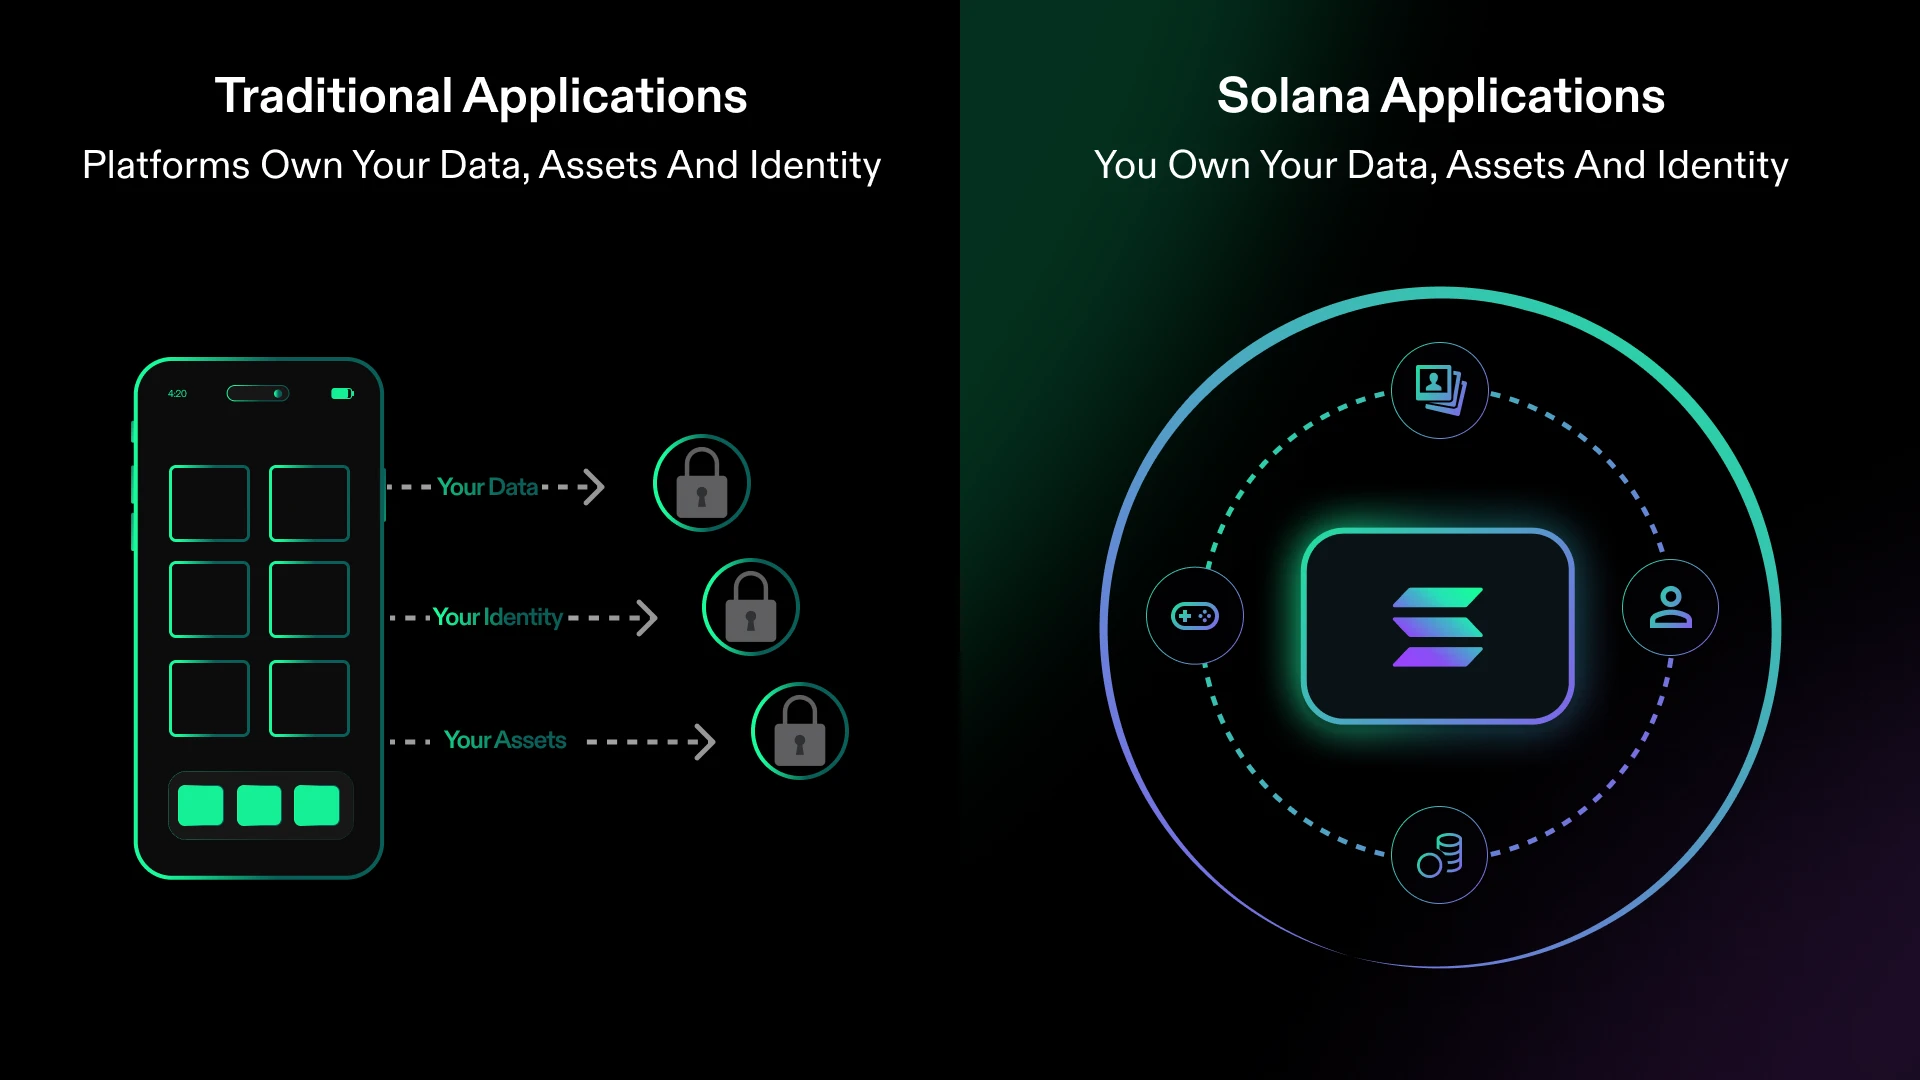 Traditional Applications
Platforms Own Your Data, Assets And Identity
4:20
Your Data
Your Identity
Your Assets
Solana Applications
You Own Your Data, Assets And Identity